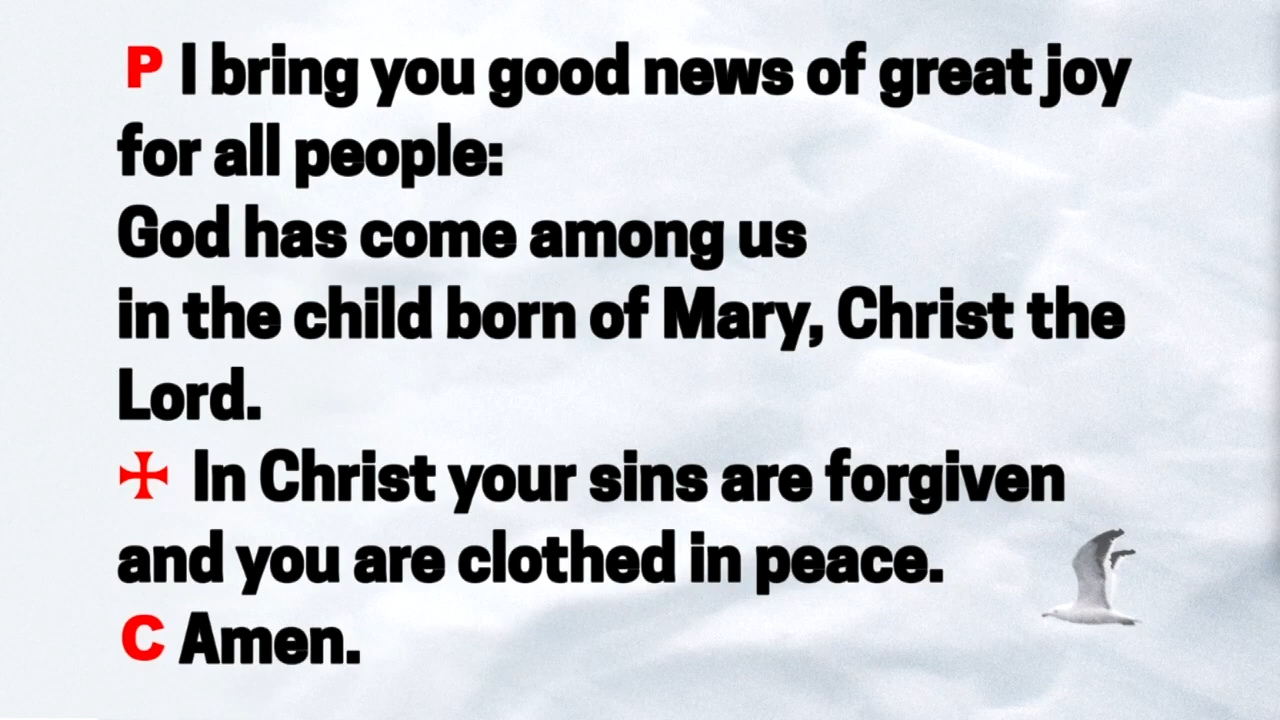 P I bring you good news of great joy
for all people:
God has come among us
in the child born of Mary, Christ the
Lord.
✠ In Christ your sins are forgiven
and you are clothed in peace.
C Amen.